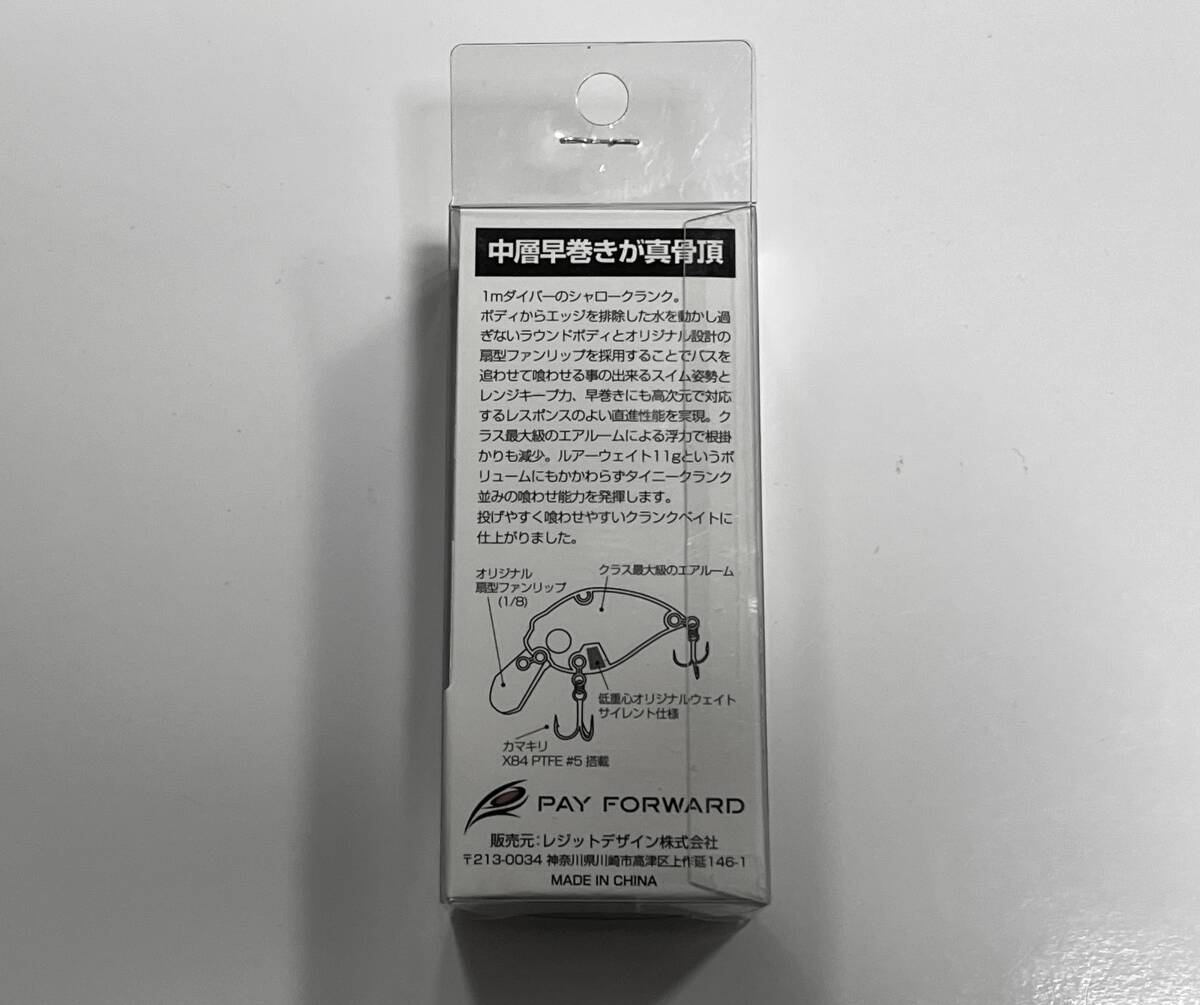 中層早巻きが真骨頂
1mダイバーのシャロークランク。
ボディからエッジを排除した水を動かし過
ぎないラウンドボディとオリジナル設計の
扇型ファンリップを採用することでバスを
追わせて喰わせる事の出来るスイム姿勢と
レンジキープ力、早巻きにも高次元で対応
するレスポンスのよい直進性能を実現。ク
ラス最大級のエアルームによる浮力で根掛
かりも減少。ルアーウェイト11gというボ
リュームにもかかわらずタイニークランク
並みの喰わせ能力を発揮します。
投げやすく喰わせやすいクランクベイトに
仕上がりました。
オリジナル
扇型ファンリップ
(1/8)
クラス最大級のエアルーム
低重心オリジナルウェイト
サイレント仕様
カマキリ
X84 PTFE #5 搭載
PAY FORWARD
販売元：レジットデザイン株式会社
〒213-0034 神奈川県川崎市高津区上作延146-1
MADE IN CHINA